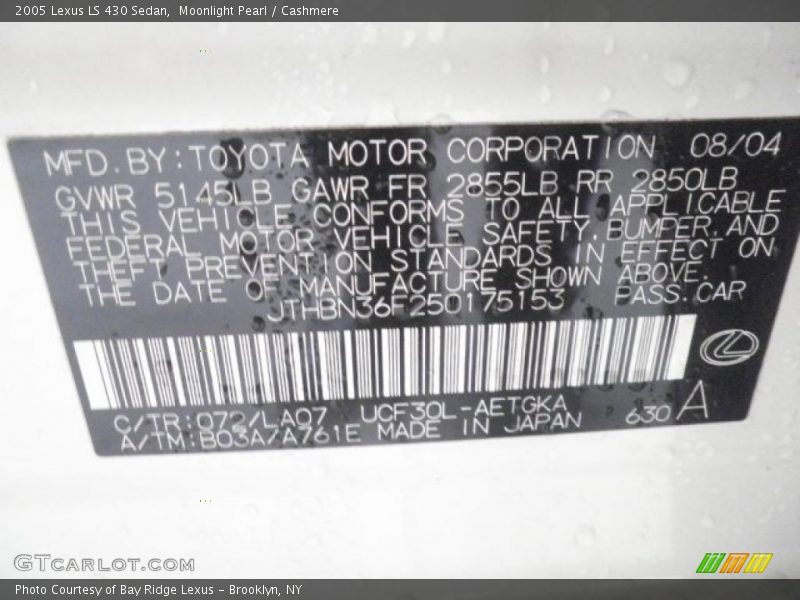 2005 Lexus LS 430 Sedan, Moonlight Pearl / Cashmere
MFD. BY: TOYOTA MOTOR CORPORATION 08/04
GVWR 5145LB GAWR FR 2855LB RR 2850LB
THIS VEHICLE CONFORMS TO ALL APPLICABLE
FEDERAL MOTOR VEHICLE SAFETY, BUMPER, AND
THEFT PREVENTION STANDARDS IN EFFECT ON
THE DATE OF MANUFACTURE SHOWN ABOVE.
JTHBN36F250175153 PASS. CAR
C/TR: 072/LA07 UCF30L-AETGKA 630 A
A/TM: B03A/A761E MADE IN JAPAN
GTCARLOT.COM
Photo Courtesy of Bay Ridge Lexus - Brooklyn, NY